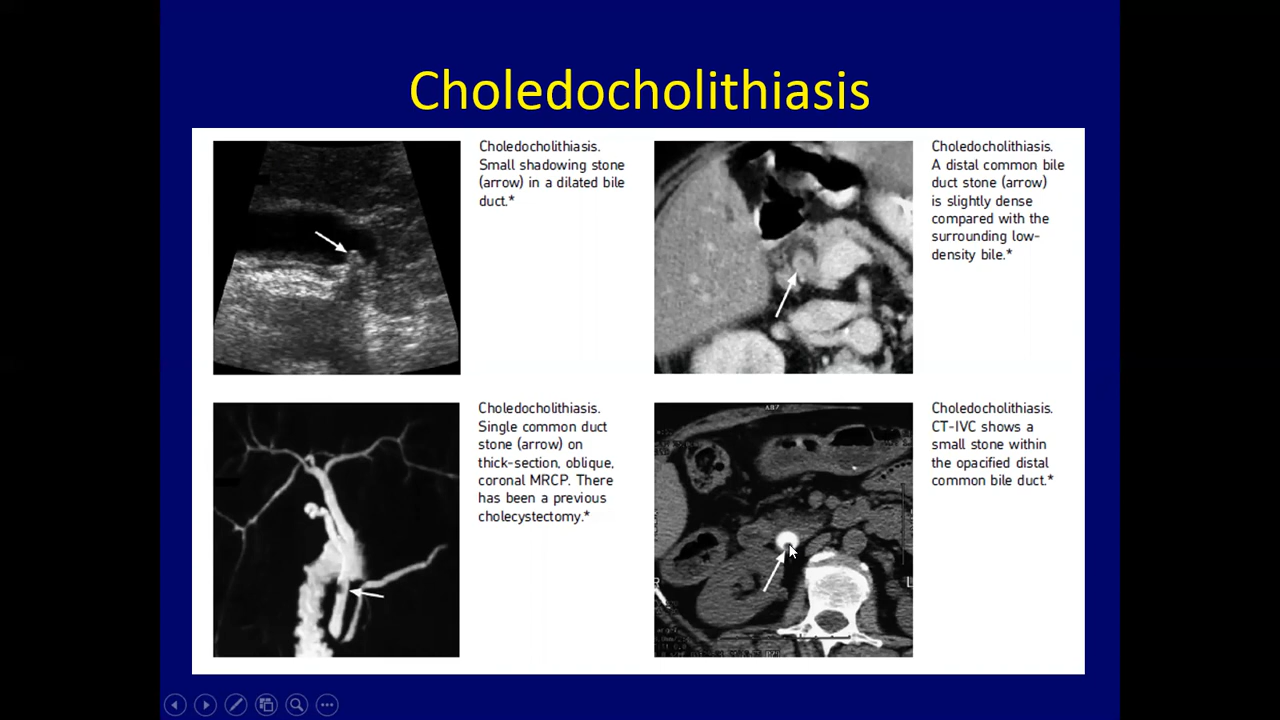 Choledocholithiasis
Choledocholithiasis.
Small shadowing stone
(arrow) in a dilated bile
duct.*
Choledocholithiasis.
A distal common bile
duct stone (arrow)
is slightly dense
compared with the
surrounding low-
density bile.*
Choledocholithiasis.
Single common duct
stone (arrow) on
thick-section, oblique,
coronal MRCP. There
has been a previous
cholecystectomy.*
Choledocholithiasis.
CT-IVC shows a
small stone within
the opacified distal
common bile duct.*
R
L